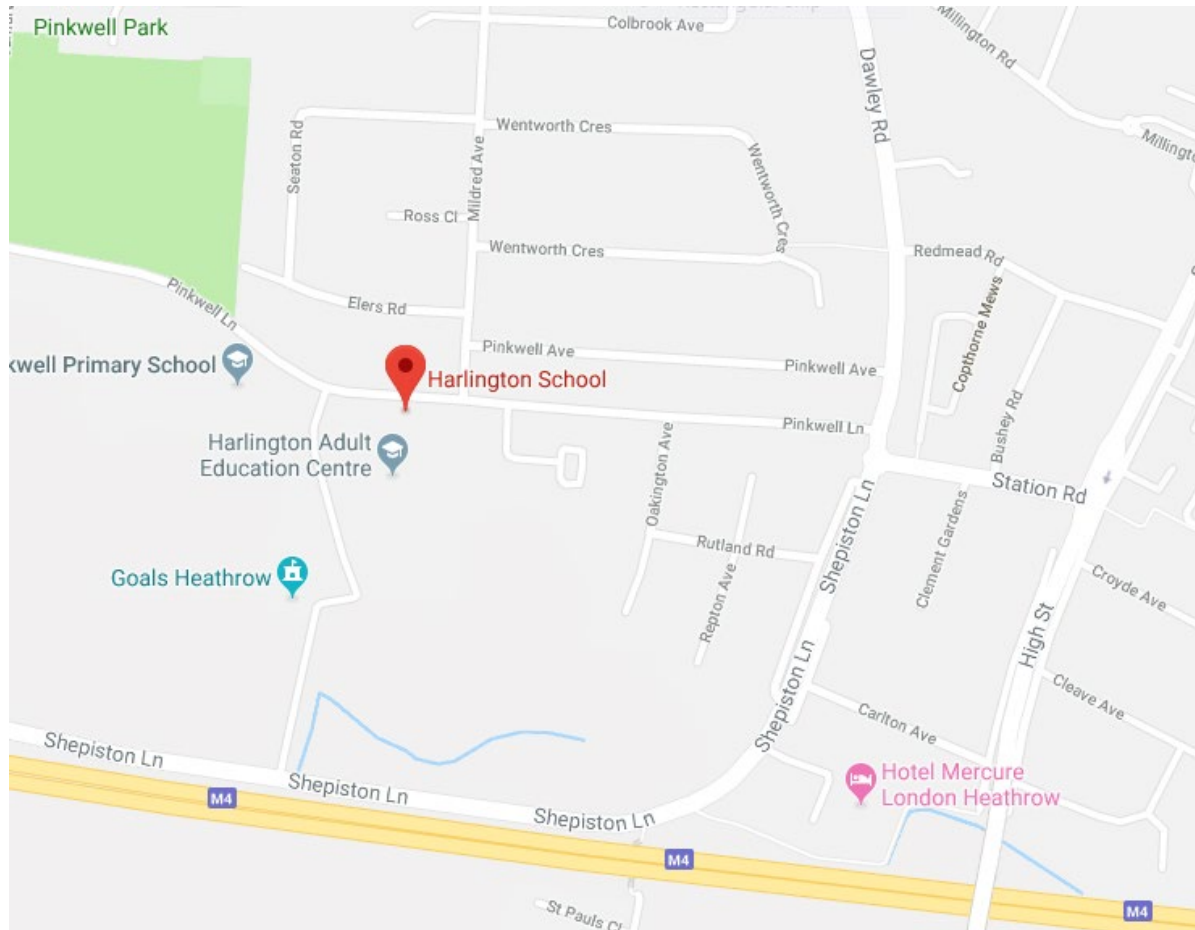 Pinkwell Park
Colbrook Ave
Millington Rd
Dawley Rd
Wentworth Cres
Seaton Rd
Mildred Ave
Wentworth Cres
Ross Cl
Wentworth Cres
Redmead Rd
Pinkwell Ln
Elers Rd
Copthorne Mews
kwell Primary School
Pinkwell Ave
Pinkwell Ave
Harlington School
Bushey Rd
Pinkwell Ln
Harlington Adult
Education Centre
Oakington Ave
Station Rd
Shepiston Ln
Clement Gardens
Rutland Rd
Repton Ave
Goals Heathrow
Croyde Ave
High St
Cleave Ave
Shepiston Ln
Carlton Ave
Shepiston Ln
Shepiston Ln
Hotel Mercure
London Heathrow
M4
Shepiston Ln
M4
St Pauls Cl
M4